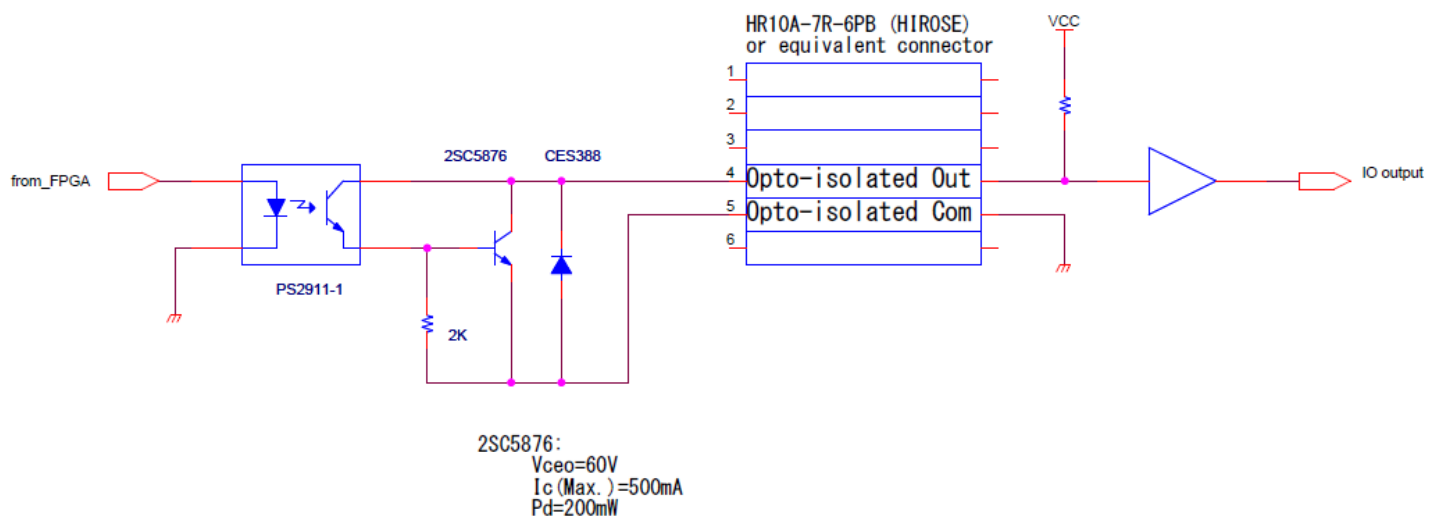 HR10A-7R-6PB (HIROSE)
or equivalent connector
VCC
1
2
3
2SC5876
CES388
from_FPGA
4
Opto-isolated Out
IO output
5
Opto-isolated Com
6
PS2911-1
2K
2SC5876:
Vceo=60V
Ic(Max.)=500mA
Pd=200mW